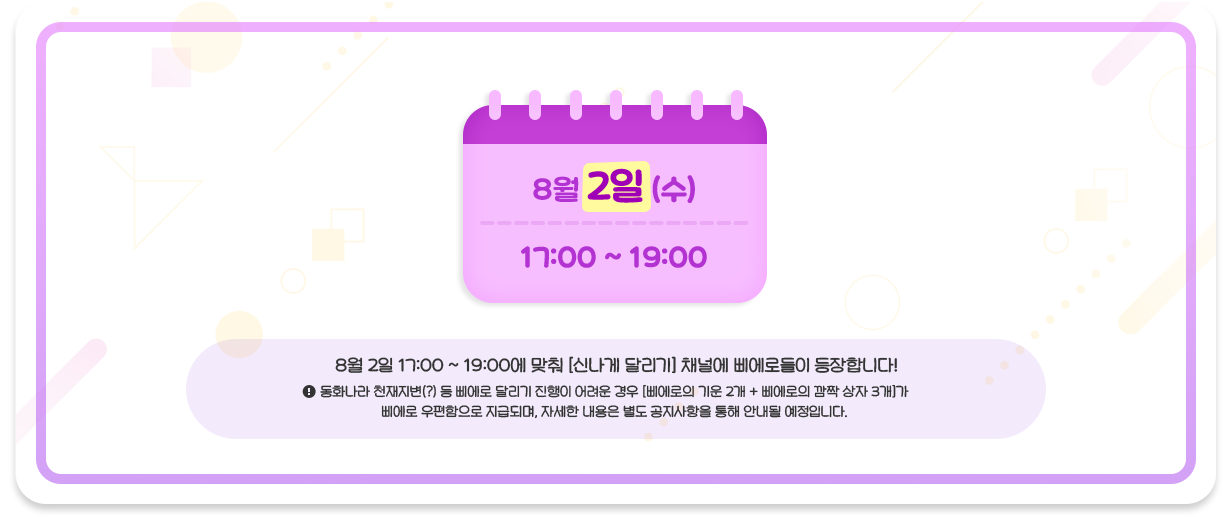 8월 2일 (수)
17:00 ~ 19:00
8월 2일 17:00 ~ 19:00에 맞춰 [신나게 달리기] 채널에 삐에로들이 등장합니다!
! 동화나라 천재지변(?) 등 삐에로 달리기 진행이 어려운 경우 [삐에로의 기운 2개 + 삐에로의 깜짝 상자 3개]가
삐에로 우편함으로 지급되며, 자세한 내용은 별도 공지사항을 통해 안내될 예정입니다.